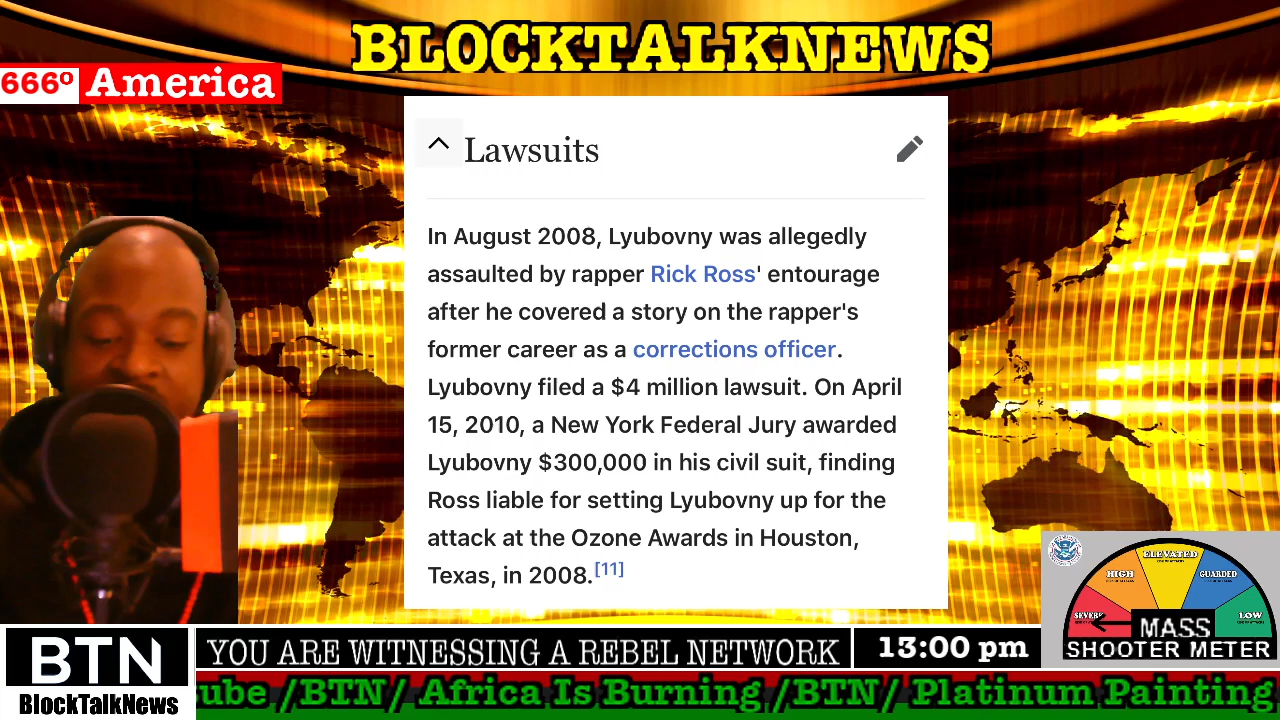 BLOCKTALKNEWS
666º America
Lawsuits
In August 2008, Lyubovny was allegedly
assaulted by rapper Rick Ross' entourage
after he covered a story on the rapper's
former career as a corrections officer.
Lyubovny filed a $4 million lawsuit. On April
15, 2010, a New York Federal Jury awarded
Lyubovny $300,000 in his civil suit, finding
Ross liable for setting Lyubovny up for the
attack at the Ozone Awards in Houston,
Texas, in 2008.[11]
ELEVATED
HIGH
GUARDED
SEVERE
LOW
MASS
SHOOTER METER
BTN
BlockTalkNews
YOU ARE WITNESSING A REBEL NETWORK
13:00 pm
tube /BTN/ Africa Is Burning /BTN/ Platinum Painting